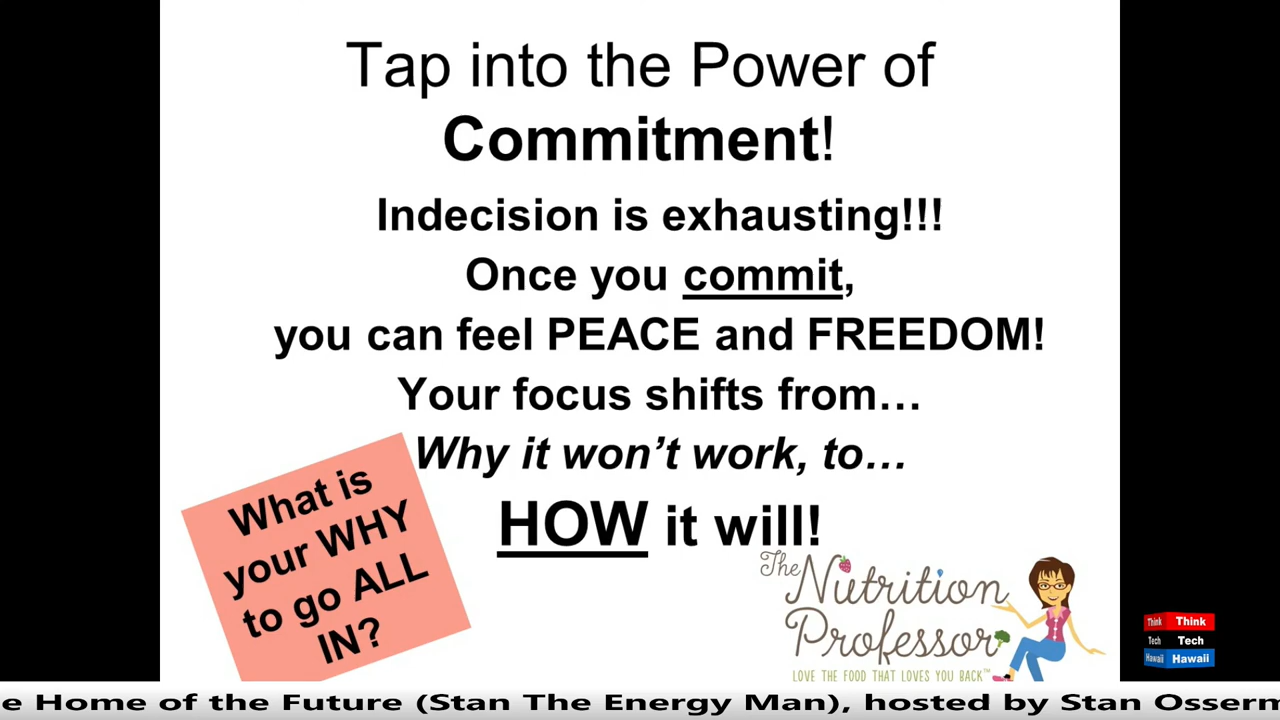 Tap into the Power of
Commitment!
Indecision is exhausting!!!
Once you commit,
you can feel PEACE and FREEDOM!
Your focus shifts from…
Why it won’t work, to…
HOW it will!
What is
your WHY
to go ALL
IN?
The
Nutrition
Professor
LOVE THE FOOD THAT LOVES YOU BACK™
Think Think
Tech Tech
Hawaii Hawaii
e Home of the Future (Stan The Energy Man), hosted by Stan Ossern